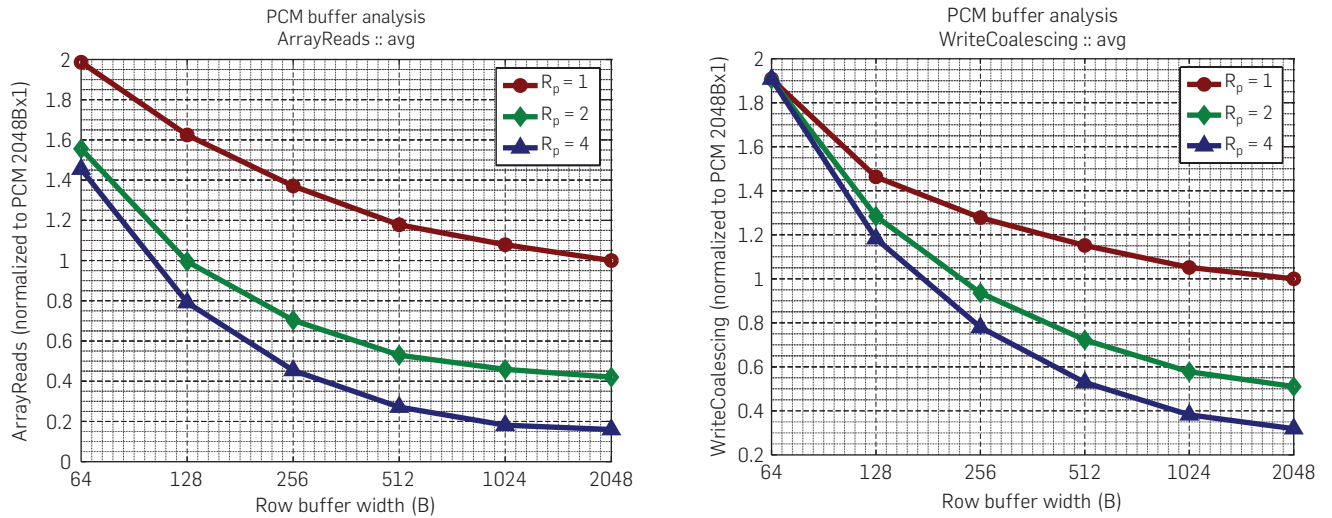 PCM buffer analysis
ArrayReads :: avg
ArrayReads (normalized to PCM 2048Bx1)
2
1.8
1.6
1.4
1.2
1
0.8
0.6
0.4
0.2
0
Rp = 1
Rp = 2
Rp = 4
64 128 256 512 1024 2048
Row buffer width (B)
PCM buffer analysis
WriteCoalescing :: avg
WriteCoalescing (normalized to PCM 2048Bx1)
2
1.8
1.6
1.4
1.2
1
0.8
0.6
0.4
0.2
Rp = 1
Rp = 2
Rp = 4
64 128 256 512 1024 2048
Row buffer width (B)